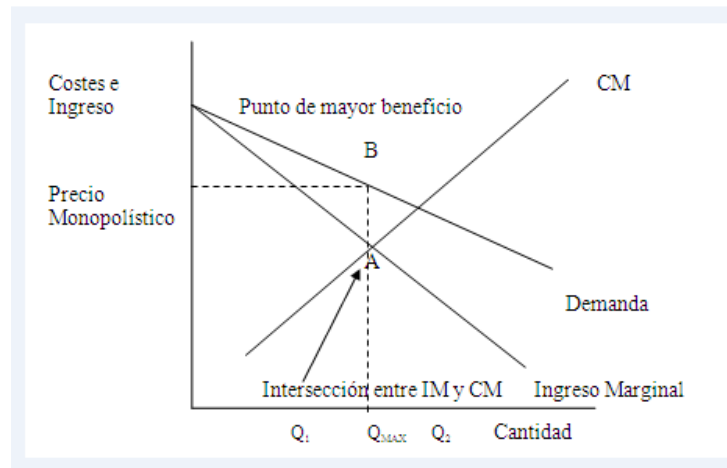 Costes e
Ingreso
CM
Punto de mayor beneficio
B
Precio
Monopolístico
A
Demanda
Intersección entre IM y CM
Ingreso Marginal
Q₁
Q_MAX
Q₂
Cantidad